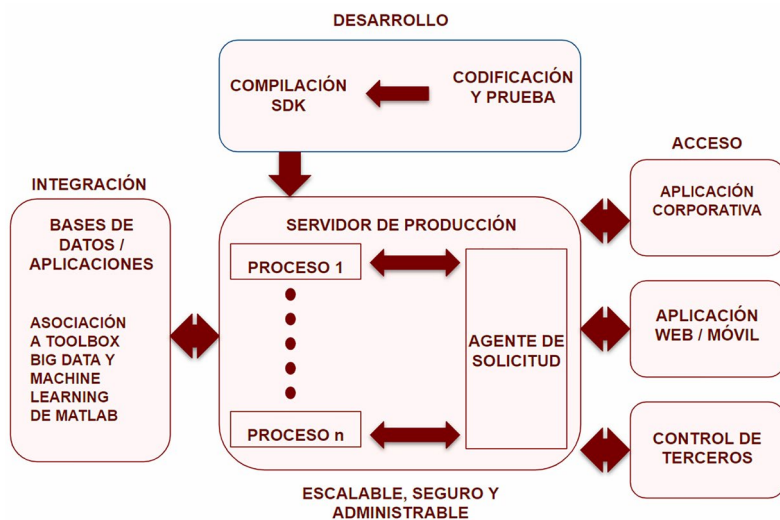 DESARROLLO
COMPILACIÓN
SDK
CODIFICACIÓN
Y PRUEBA
INTEGRACIÓN
BASES DE
DATOS /
APLICACIONES
ASOCIACIÓN
A TOOLBOX
BIG DATA Y
MACHINE
LEARNING
DE MATLAB
SERVIDOR DE PRODUCCIÓN
PROCESO 1
AGENTE DE
SOLICITUD
PROCESO n
ESCALABLE, SEGURO Y
ADMINISTRABLE
ACCESO
APLICACIÓN
CORPORATIVA
APLICACIÓN
WEB / MÓVIL
CONTROL DE
TERCEROS